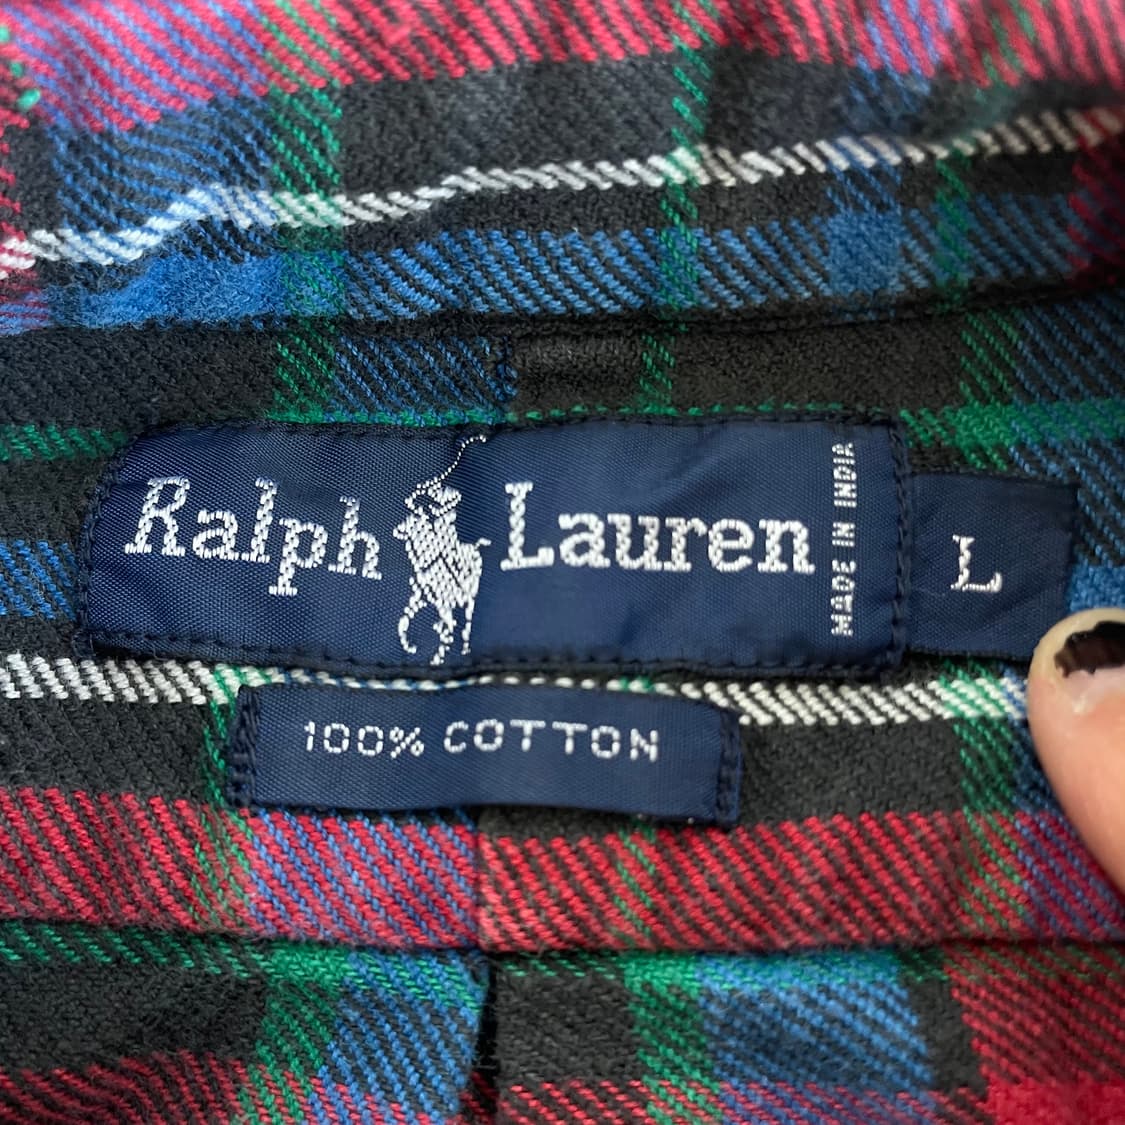 Ralph Lauren
MADE IN INDIA
L
100% COTTON